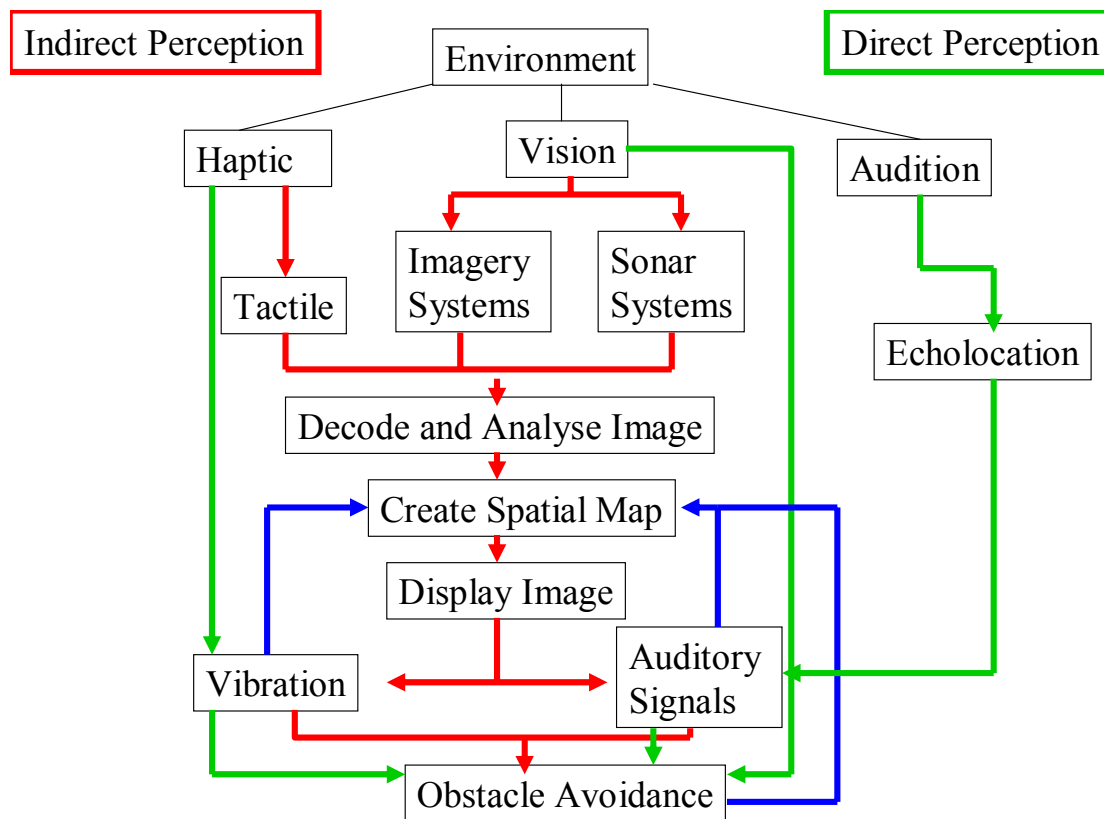 Indirect Perception
Direct Perception
Environment
Haptic
Vision
Audition
Imagery
Systems
Sonar
Systems
Tactile
Echolocation
Decode and Analyse Image
Create Spatial Map
Display Image
Vibration
Auditory
Signals
Obstacle Avoidance